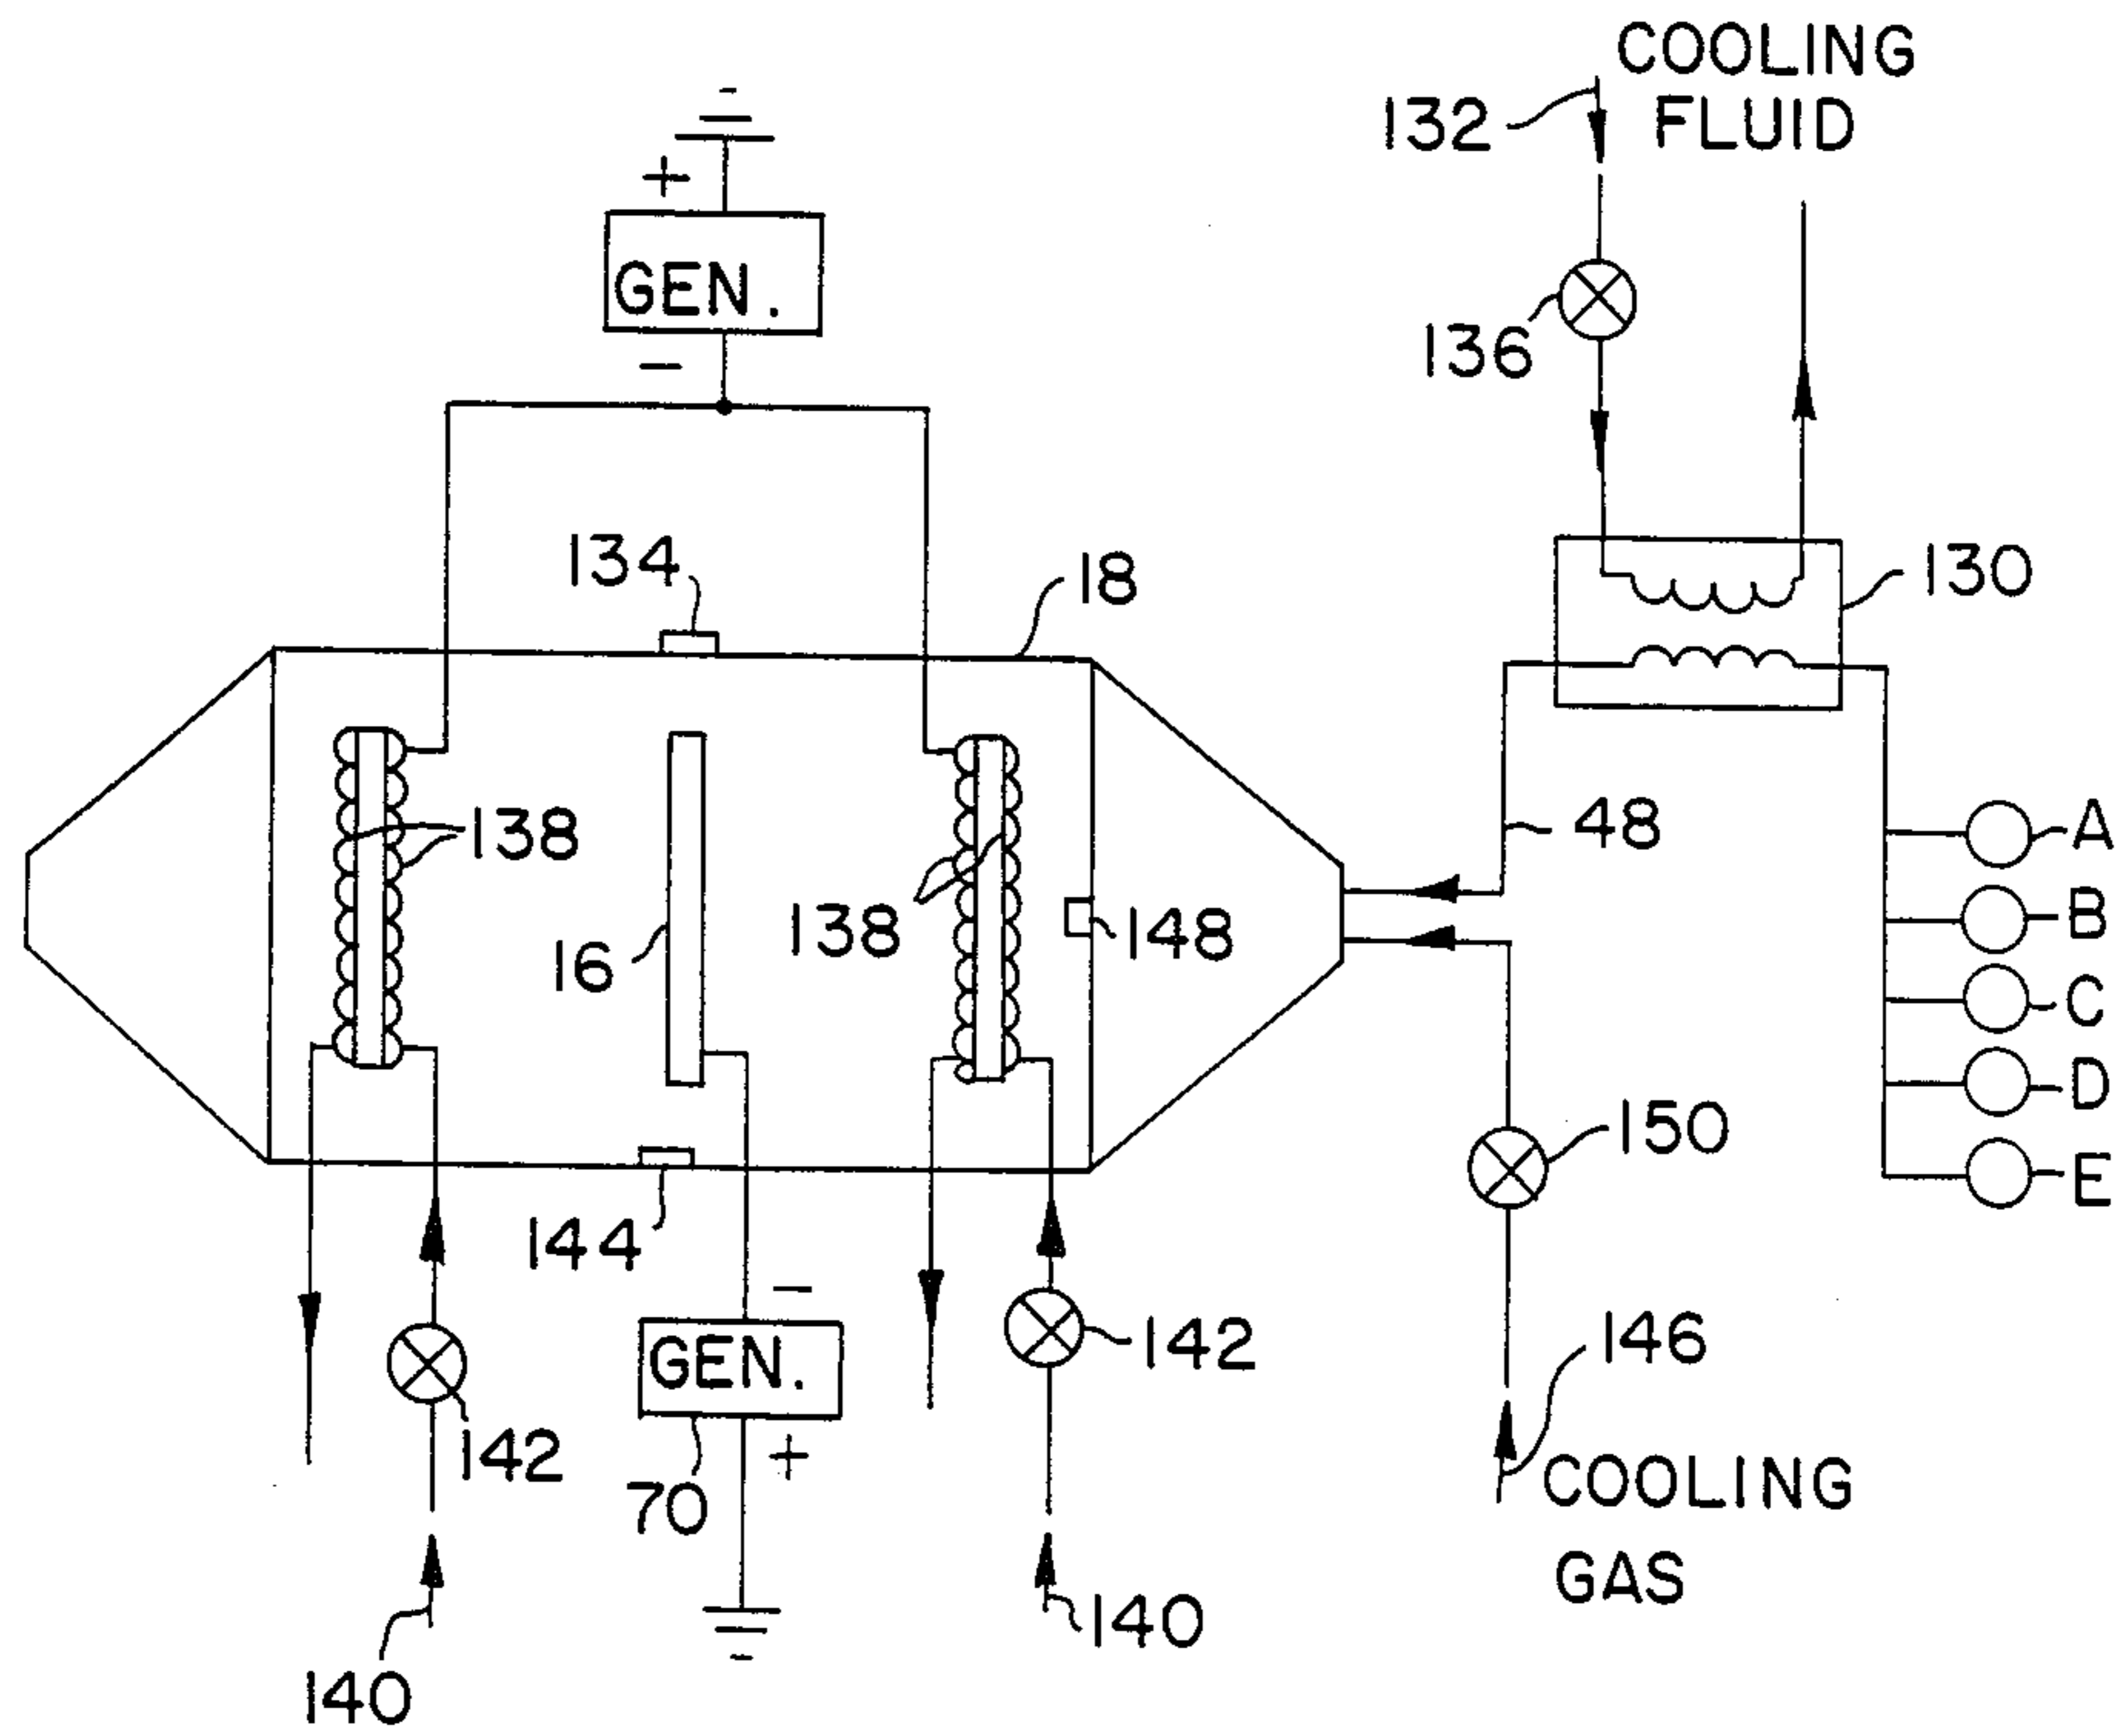 COOLING
FLUID
132
+
GEN.
136
−
134
18
130
138
48
A
138
148
B
16
C
D
150
E
144
−
142
GEN.
146
142
+
70
COOLING
GAS
140
140